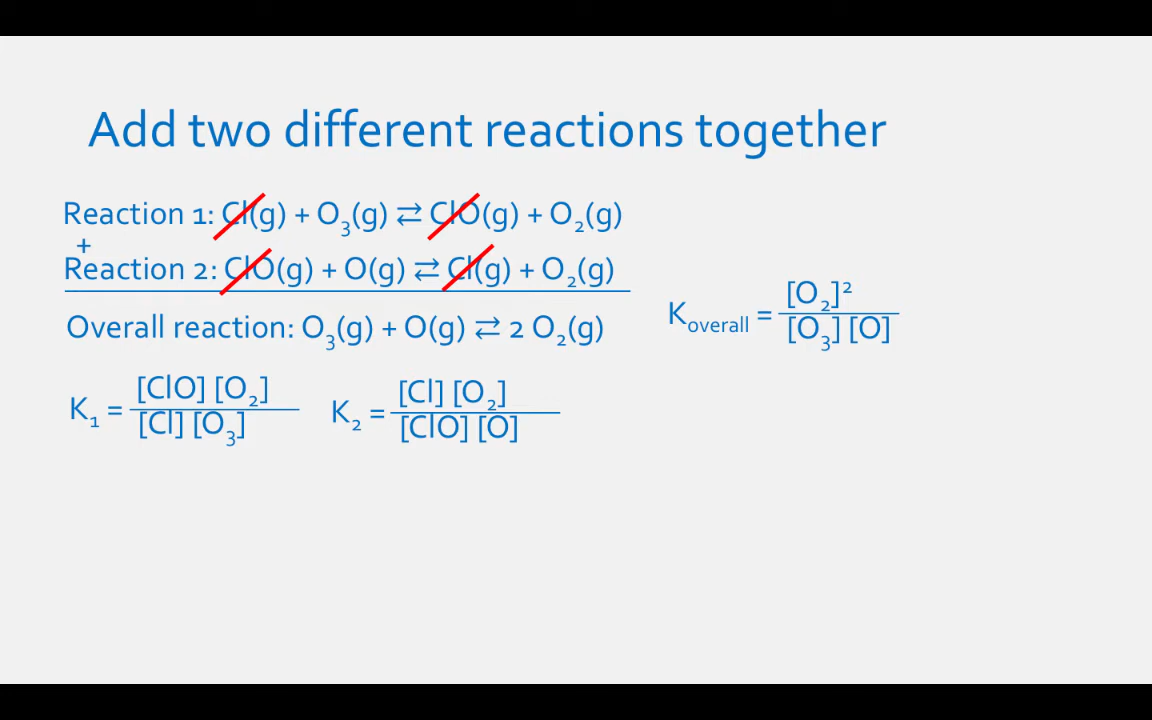 Add two different reactions together
Reaction 1: Cl(g) + O₃(g) ⇄ ClO(g) + O₂(g)
+
Reaction 2: ClO(g) + O(g) ⇄ Cl(g) + O₂(g)
Overall reaction: O₃(g) + O(g) ⇄ 2 O₂(g)
K_overall = [O₂]² / [O₃] [O]
K₁ = [ClO] [O₂] / [Cl] [O₃]
K₂ = [Cl] [O₂] / [ClO] [O]